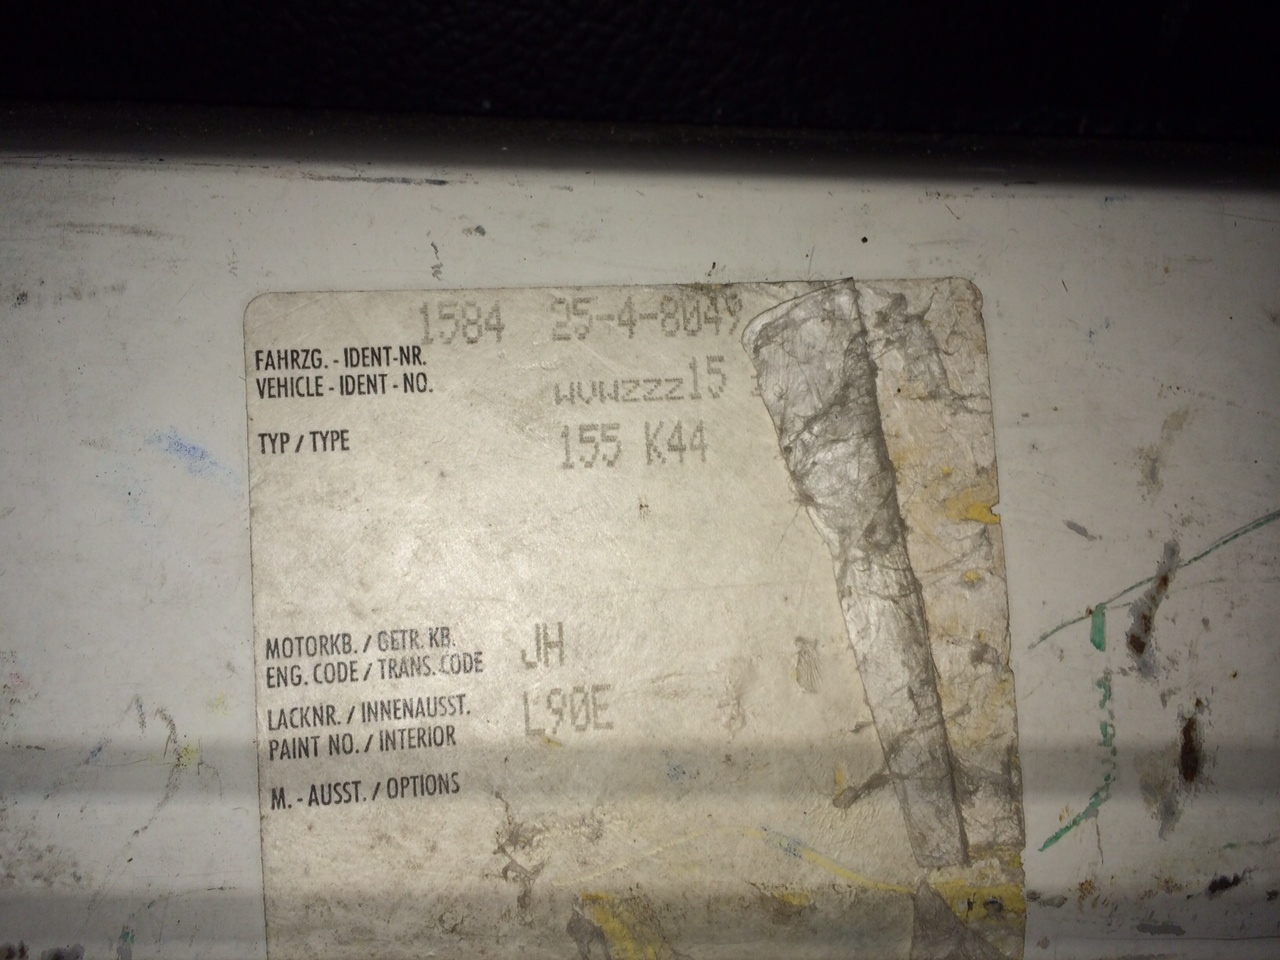 1584 25-4-8049
FAHRZG. - IDENT-NR.
VEHICLE - IDENT - NO. WVWZZZ15
TYP / TYPE 155 K44
MOTORKB. / GETR. KB.
ENG. CODE / TRANS. CODE JH
LACKNR. / INNENAUSST.
PAINT NO. / INTERIOR L90E
M. - AUSST. / OPTIONS